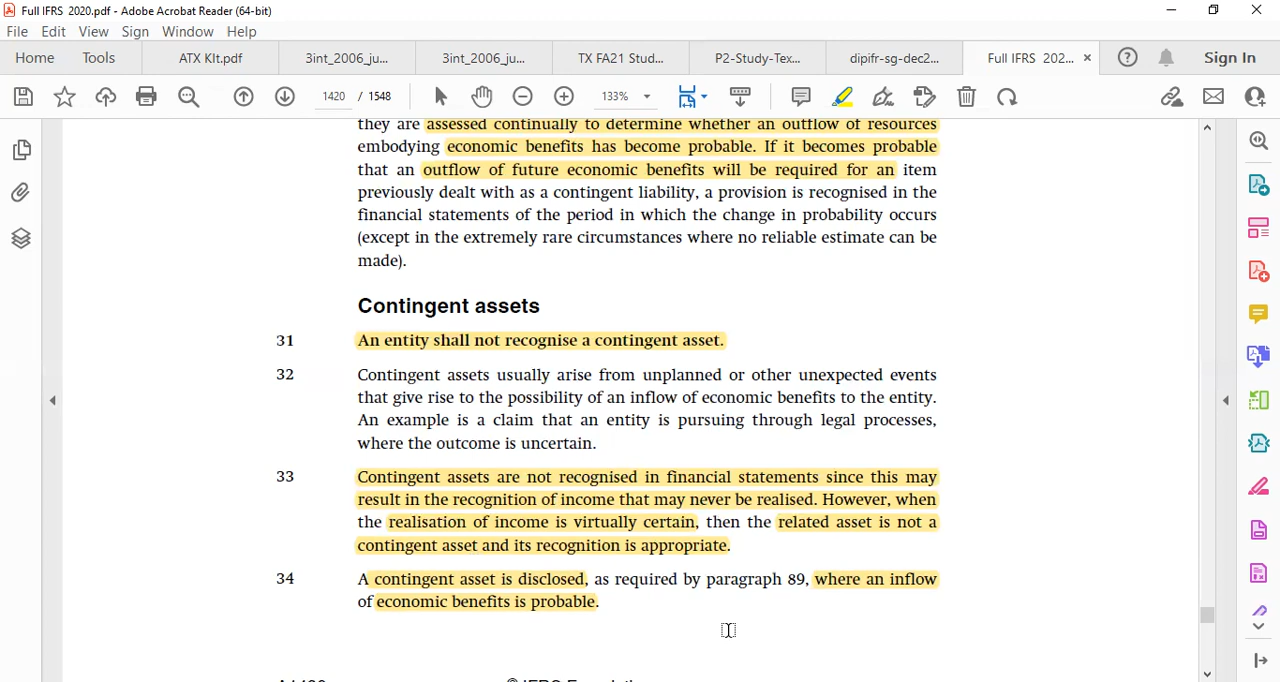 Full IFRS 2020.pdf - Adobe Acrobat Reader (64-bit)
File Edit View Sign Window Help
Home Tools ATX KIt.pdf 3int_2006_ju... 3int_2006_ju... TX FA21 Stud... P2-Study-Tex... dipifr-sg-dec2... Full IFRS 202... × Sign In
1420 / 1548 133%
they are assessed continually to determine whether an outflow of resources
embodying economic benefits has become probable. If it becomes probable
that an outflow of future economic benefits will be required for an item
previously dealt with as a contingent liability, a provision is recognised in the
financial statements of the period in which the change in probability occurs
(except in the extremely rare circumstances where no reliable estimate can be
made).
Contingent assets
31 An entity shall not recognise a contingent asset.
32 Contingent assets usually arise from unplanned or other unexpected events
that give rise to the possibility of an inflow of economic benefits to the entity.
An example is a claim that an entity is pursuing through legal processes,
where the outcome is uncertain.
33 Contingent assets are not recognised in financial statements since this may
result in the recognition of income that may never be realised. However, when
the realisation of income is virtually certain, then the related asset is not a
contingent asset and its recognition is appropriate.
34 A contingent asset is disclosed, as required by paragraph 89, where an inflow
of economic benefits is probable.
© IFRS